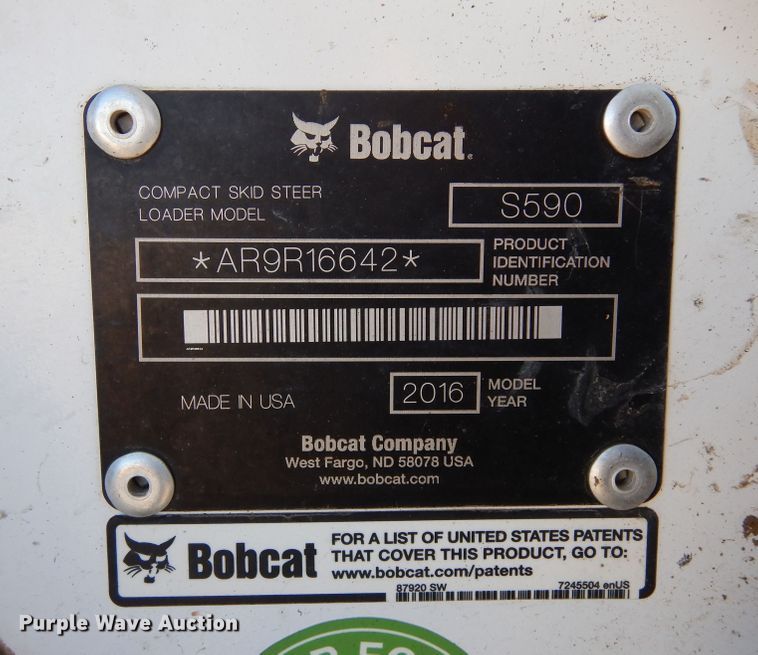 Bobcat.
COMPACT SKID STEER
LOADER MODEL
S590
*AR9R16642*
PRODUCT
IDENTIFICATION
NUMBER
MADE IN USA
2016
MODEL
YEAR
Bobcat Company
West Fargo, ND 58078 USA
www.bobcat.com
Bobcat
FOR A LIST OF UNITED STATES PATENTS
THAT COVER THIS PRODUCT, GO TO:
www.bobcat.com/patents
87920 SW
7245504 enUS
Purple Wave Auction